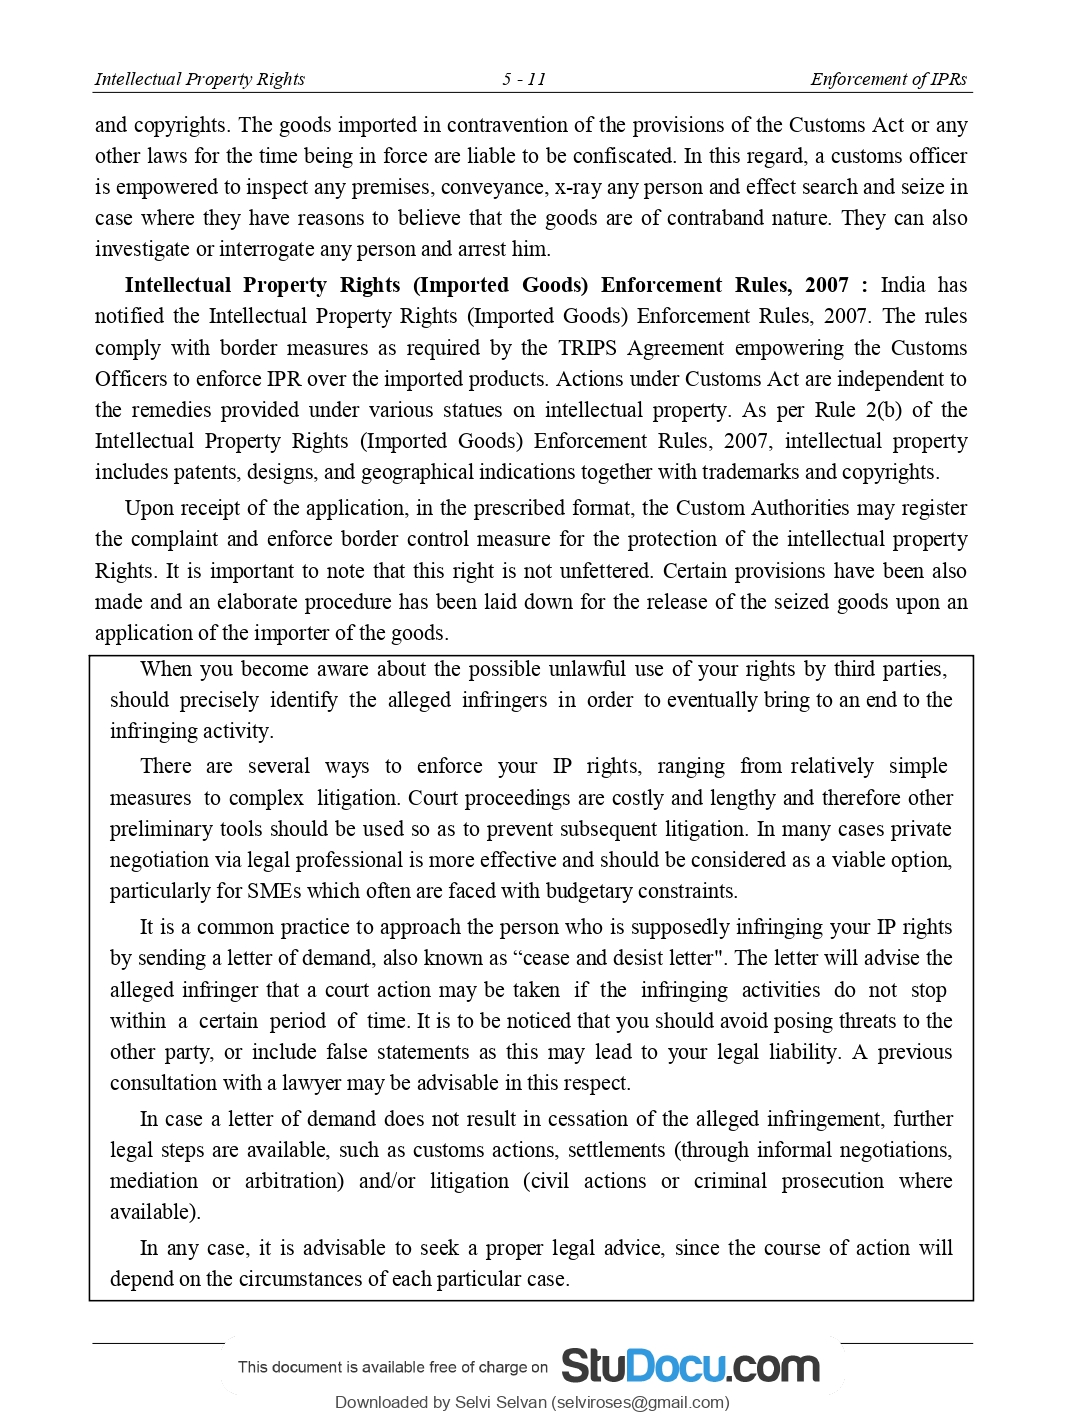 Intellectual Property Rights 5 - 11 Enforcement of IPRs
and copyrights. The goods imported in contravention of the provisions of the Customs Act or any
other laws for the time being in force are liable to be confiscated. In this regard, a customs officer
is empowered to inspect any premises, conveyance, x-ray any person and effect search and seize in
case where they have reasons to believe that the goods are of contraband nature. They can also
investigate or interrogate any person and arrest him.
Intellectual Property Rights (Imported Goods) Enforcement Rules, 2007 : India has
notified the Intellectual Property Rights (Imported Goods) Enforcement Rules, 2007. The rules
comply with border measures as required by the TRIPS Agreement empowering the Customs
Officers to enforce IPR over the imported products. Actions under Customs Act are independent to
the remedies provided under various statues on intellectual property. As per Rule 2(b) of the
Intellectual Property Rights (Imported Goods) Enforcement Rules, 2007, intellectual property
includes patents, designs, and geographical indications together with trademarks and copyrights.
Upon receipt of the application, in the prescribed format, the Custom Authorities may register
the complaint and enforce border control measure for the protection of the intellectual property
Rights. It is important to note that this right is not unfettered. Certain provisions have been also
made and an elaborate procedure has been laid down for the release of the seized goods upon an
application of the importer of the goods.
When you become aware about the possible unlawful use of your rights by third parties,
should precisely identify the alleged infringers in order to eventually bring to an end to the
infringing activity.
There are several ways to enforce your IP rights, ranging from relatively simple
measures to complex litigation. Court proceedings are costly and lengthy and therefore other
preliminary tools should be used so as to prevent subsequent litigation. In many cases private
negotiation via legal professional is more effective and should be considered as a viable option,
particularly for SMEs which often are faced with budgetary constraints.
It is a common practice to approach the person who is supposedly infringing your IP rights
by sending a letter of demand, also known as “cease and desist letter". The letter will advise the
alleged infringer that a court action may be taken if the infringing activities do not stop
within a certain period of time. It is to be noticed that you should avoid posing threats to the
other party, or include false statements as this may lead to your legal liability. A previous
consultation with a lawyer may be advisable in this respect.
In case a letter of demand does not result in cessation of the alleged infringement, further
legal steps are available, such as customs actions, settlements (through informal negotiations,
mediation or arbitration) and/or litigation (civil actions or criminal prosecution where
available).
In any case, it is advisable to seek a proper legal advice, since the course of action will
depend on the circumstances of each particular case.
This document is available free of charge on StuDocu.com
Downloaded by Selvi Selvan (selviroses@gmail.com)